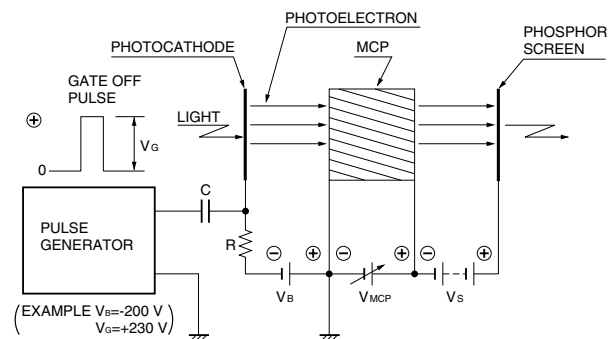 PHOTOELECTRON
PHOTOCATHODE
MCP
PHOSPHOR
SCREEN
GATE OFF
PULSE
⊕
LIGHT
VG
0
C
PULSE
GENERATOR
R
⊖ ⊕ ⊖ ⊕ ⊖ ⊕
VB
VMCP
VS
(EXAMPLE VB=-200 V
VG=+230 V)